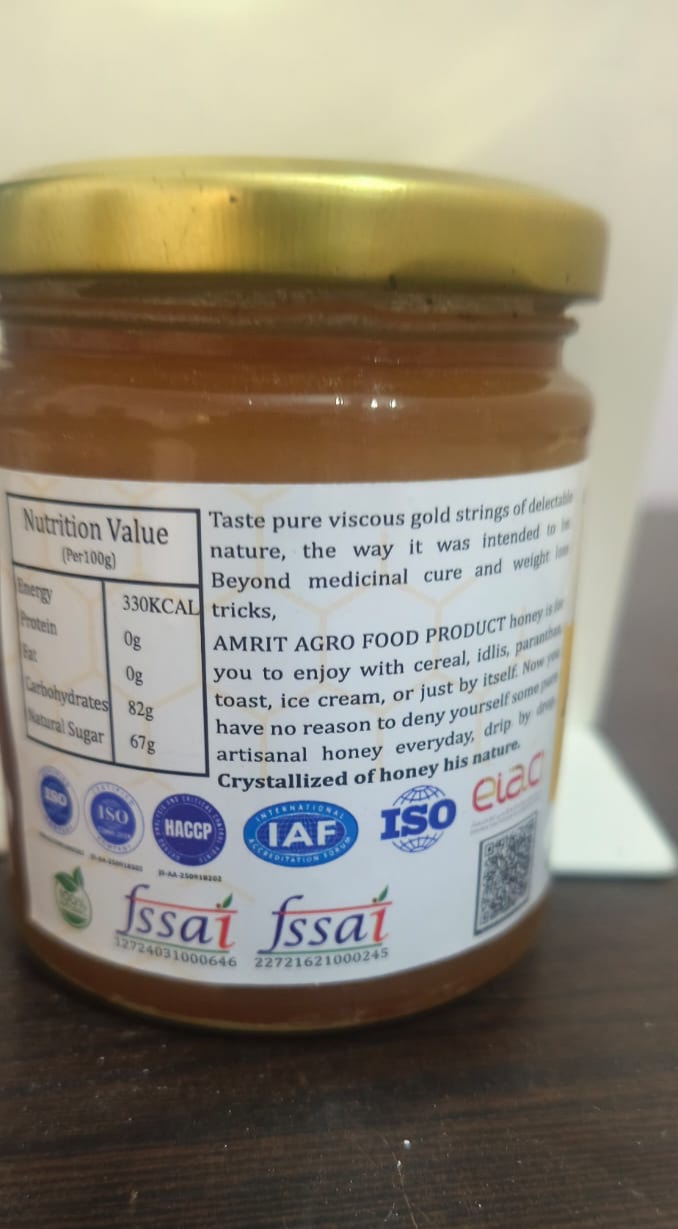 Nutrition Value
(Per100g)
Energy 330KCAL
Protein 0g
Fat 0g
Carbohydrates 82g
Natural Sugar 67g
Taste pure viscous gold strings of delectable
nature, the way it was intended to be
Beyond medicinal cure and weight loss
tricks,
AMRIT AGRO FOOD PRODUCT honey is for
you to enjoy with cereal, idlis, paranthas
toast, ice cream, or just by itself. Now you
have no reason to deny yourself some pure
artisanal honey everyday, drip by drop
Crystallized of honey his nature.
ISO
ISO
HACCP
INTERNATIONAL
IAF
ACCREDITATION FORUM
ISO
eiac
100%
fssai
12724031000646
fssai
22721621000245